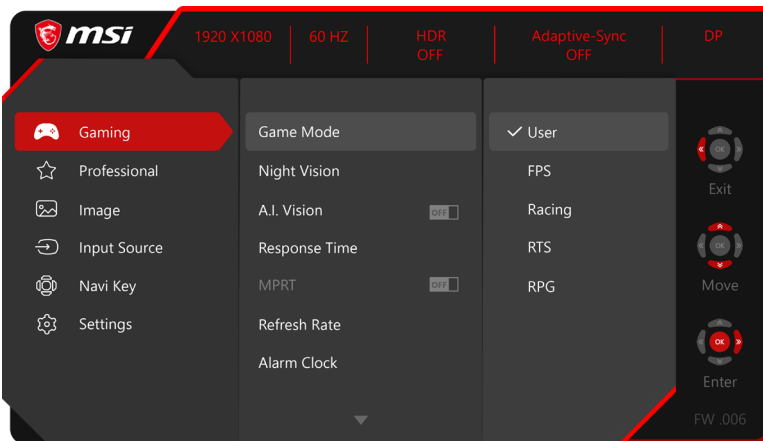 msi
1920 X1080
60 HZ
HDR
OFF
Adaptive-Sync
OFF
DP
Gaming
Professional
Image
Input Source
Navi Key
Settings
Game Mode
Night Vision
A.I. Vision OFF
Response Time
MPRT OFF
Refresh Rate
Alarm Clock
User
FPS
Racing
RTS
RPG
OK
Exit
OK
Move
OK
Enter
FW .006